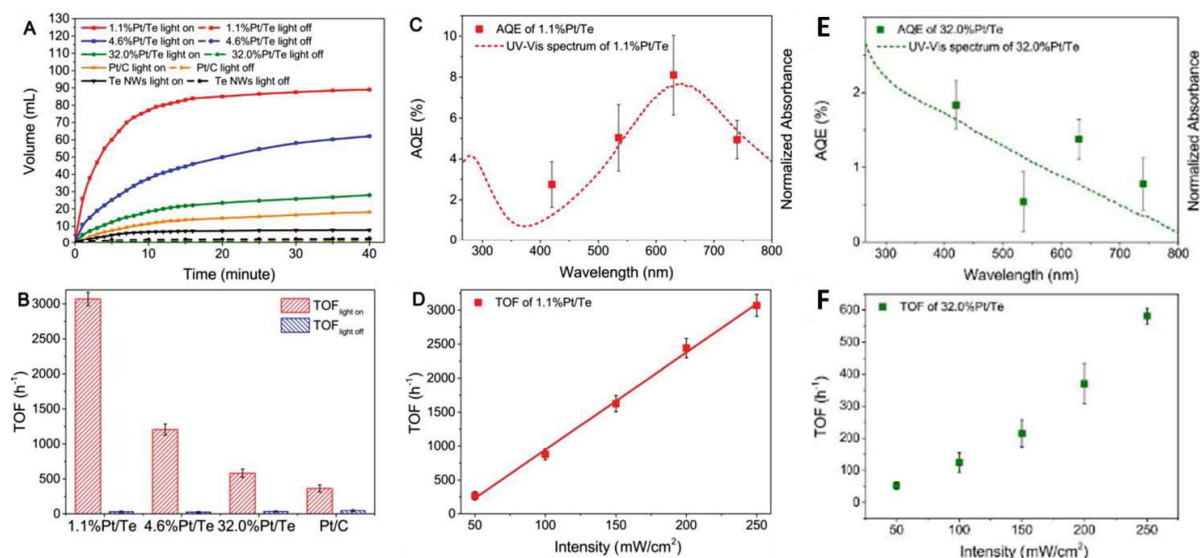 A
1.1%Pt/Te light on 1.1%Pt/Te light off
4.6%Pt/Te light on 4.6%Pt/Te light off
32.0%Pt/Te light on 32.0%Pt/Te light off
Pt/C light on Pt/C light off
Te NWs light on Te NWs light off
Volume (mL)
90
80
70
60
50
40
30
20
10
0
0 10 20 30 40
Time (minute)
B
TOF light on
TOF light off
TOF (h-1)
3000
2500
2000
1500
1000
500
0
1.1%Pt/Te 4.6%Pt/Te 32.0%Pt/Te Pt/C
C
AQE of 1.1%Pt/Te
UV-Vis spectrum of 1.1%Pt/Te
AQE (%)
10
8
6
4
2
0
300 400 500 600 700 800
Wavelength (nm)
Normalized Absorbance
D
TOF of 1.1%Pt/Te
TOF (h-1)
3000
2500
2000
1500
1000
500
0
50 100 150 200 250
Intensity (mW/cm2)
E
AQE of 32.0%Pt/Te
UV-Vis spectrum of 32.0%Pt/Te
AQE (%)
2
1
0
300 400 500 600 700 800
Wavelength (nm)
Normalized Absorbance
F
TOF of 32.0%Pt/Te
TOF (h-1)
600
500
400
300
200
100
0
50 100 150 200 250
Intensity (mW/cm2)